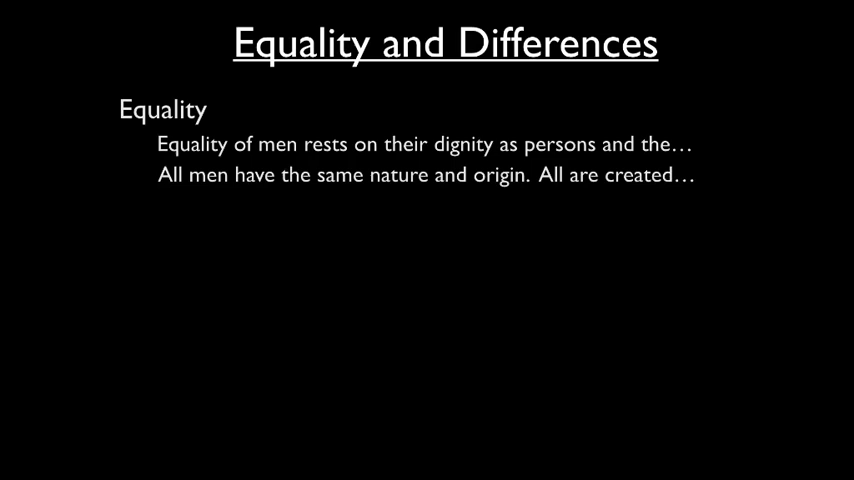 Equality and Differences
Equality
Equality of men rests on their dignity as persons and the…
All men have the same nature and origin. All are created…